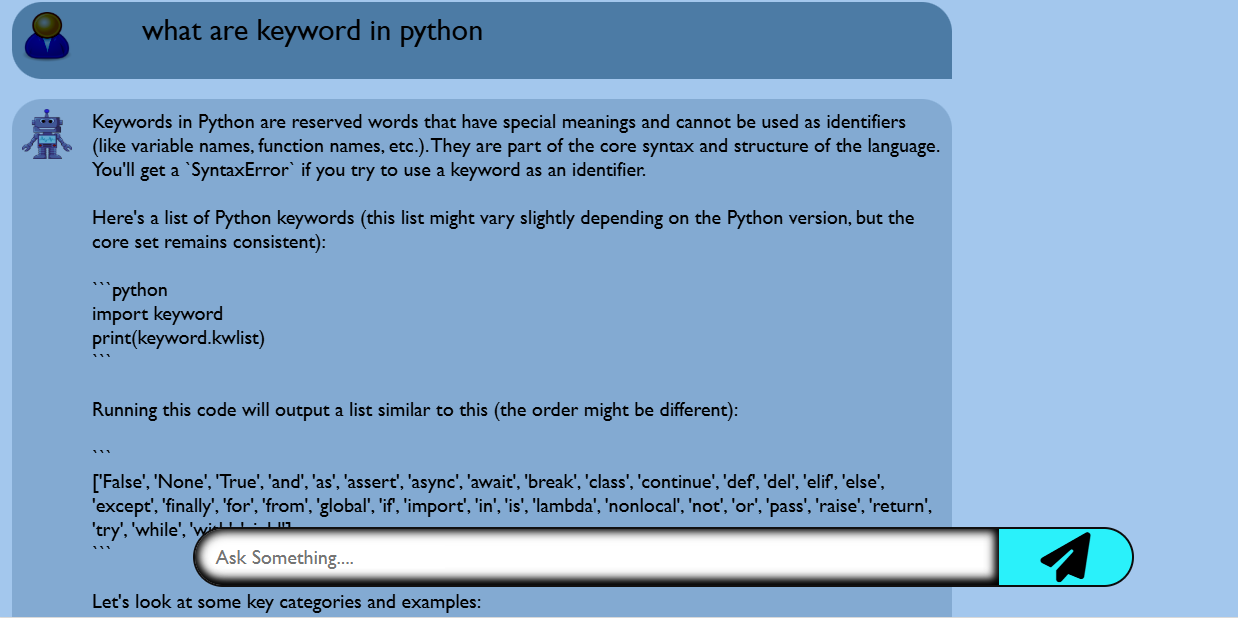 what are keyword in python
Keywords in Python are reserved words that have special meanings and cannot be used as identifiers
(like variable names, function names, etc.). They are part of the core syntax and structure of the language.
You'll get a `SyntaxError` if you try to use a keyword as an identifier.
Here's a list of Python keywords (this list might vary slightly depending on the Python version, but the
core set remains consistent):
```python
import keyword
print(keyword.kwlist)
```
Running this code will output a list similar to this (the order might be different):
```
['False', 'None', 'True', 'and', 'as', 'assert', 'async', 'await', 'break', 'class', 'continue', 'def', 'del', 'elif', 'else',
'except', 'finally', 'for', 'from', 'global', 'if', 'import', 'in', 'is', 'lambda', 'nonlocal', 'not', 'or', 'pass', 'raise', 'return',
'try', 'while',
```
Ask Something....
Let's look at some key categories and examples: